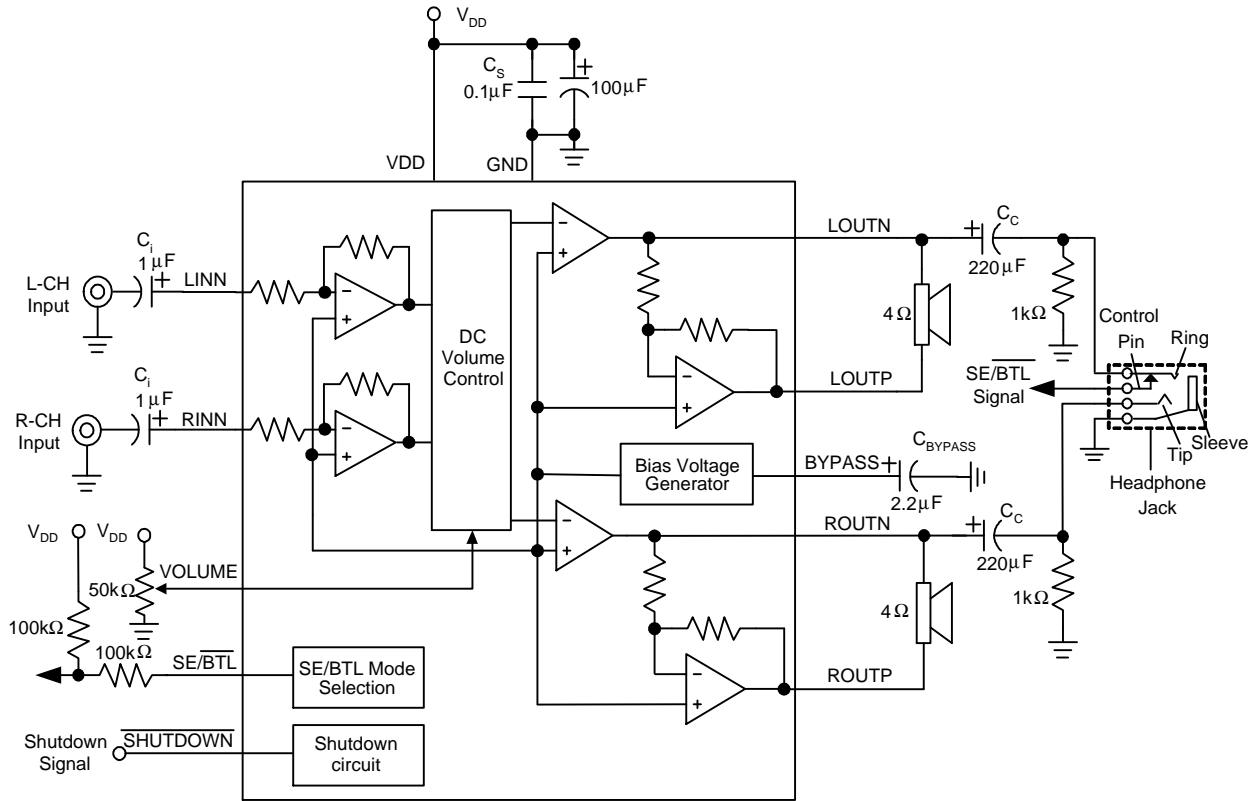 V_DD
C_S
0.1µF
100µF
VDD
GND
C_i
1µF
L-CH
Input
LINN
C_i
1µF
R-CH
Input
RINN
DC
Volume
Control
LOUTN
C_C
220µF
4Ω
1kΩ
LOUTP
Control
Pin
Ring
SE/B̅T̅L̅
Signal
Tip
Sleeve
Headphone
Jack
Bias Voltage
Generator
BYPASS
C_BYPASS
2.2µF
ROUTN
C_C
220µF
4Ω
1kΩ
ROUTP
V_DD
V_DD
VOLUME
50kΩ
100kΩ
100kΩ
SE/B̅T̅L̅
SE/BTL Mode
Selection
Shutdown
Signal
S̅H̅U̅T̅D̅O̅W̅N̅
Shutdown
circuit